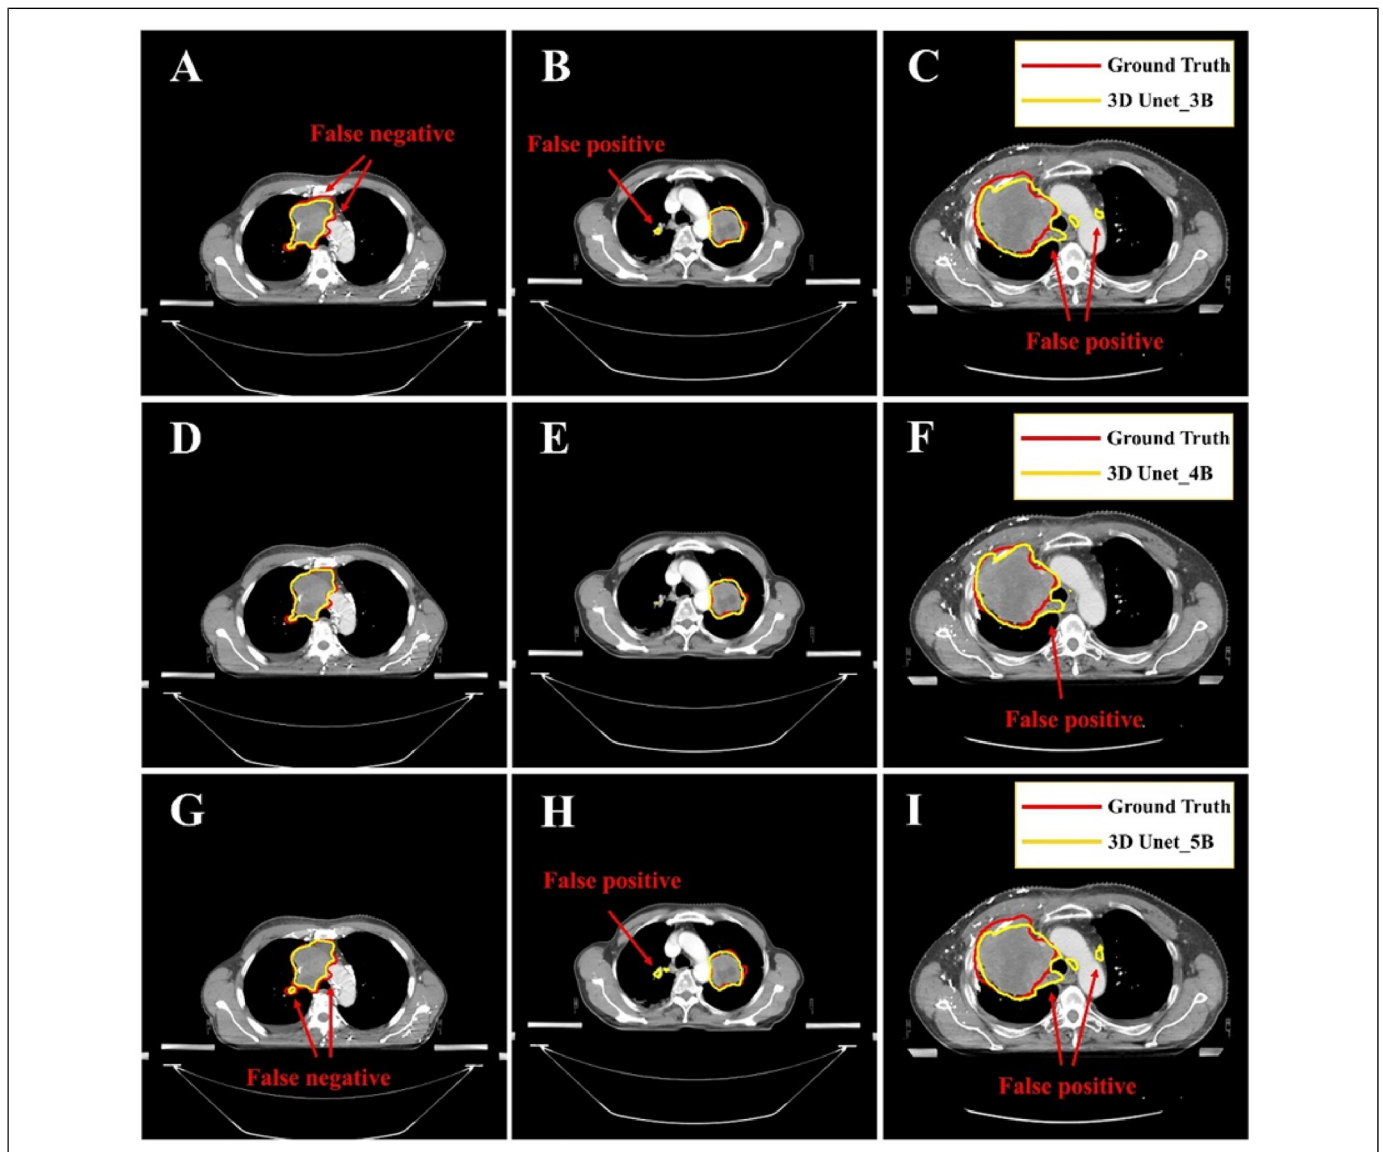 A
False negative
B
False positive
C
Ground Truth
3D Unet_3B
False positive
D
E
F
Ground Truth
3D Unet_4B
False positive
G
False negative
H
False positive
I
Ground Truth
3D Unet_5B
False positive